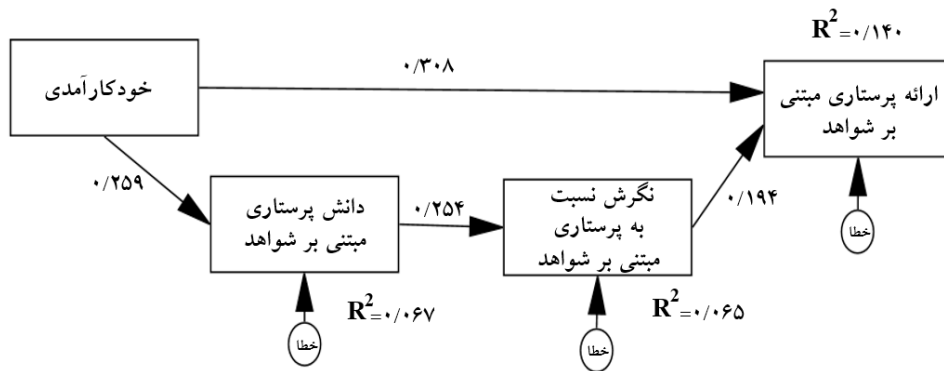 R²=۰/۱۴۰
خودکارآمدی
۰/۳۰۸
ارائه پرستاری مبتنی
بر شواهد
۰/۲۵۹
دانش پرستاری
مبتنی بر شواهد
۰/۲۵۴
نگرش نسبت
به پرستاری
مبتنی بر شواهد
۰/۱۹۴
خطا
R²=۰/۰۶۷
R²=۰/۰۶۵
خطا
خطا